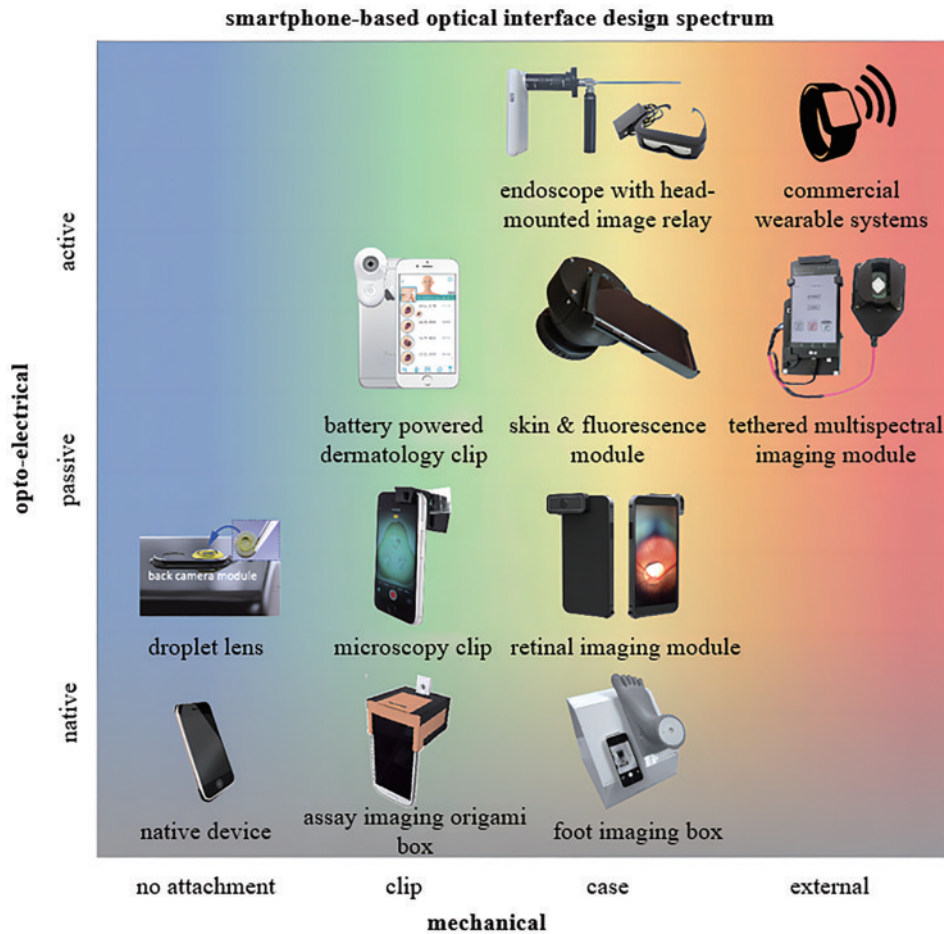 smartphone-based optical interface design spectrum
endoscope with head-
mounted image relay
commercial
wearable systems
active
battery powered
dermatology clip
skin & fluorescence
module
tethered multispectral
imaging module
opto-electrical
passive
back camera module
droplet lens
microscopy clip
retinal imaging module
native
native device
assay imaging origami
box
foot imaging box
no attachment
clip
case
external
mechanical